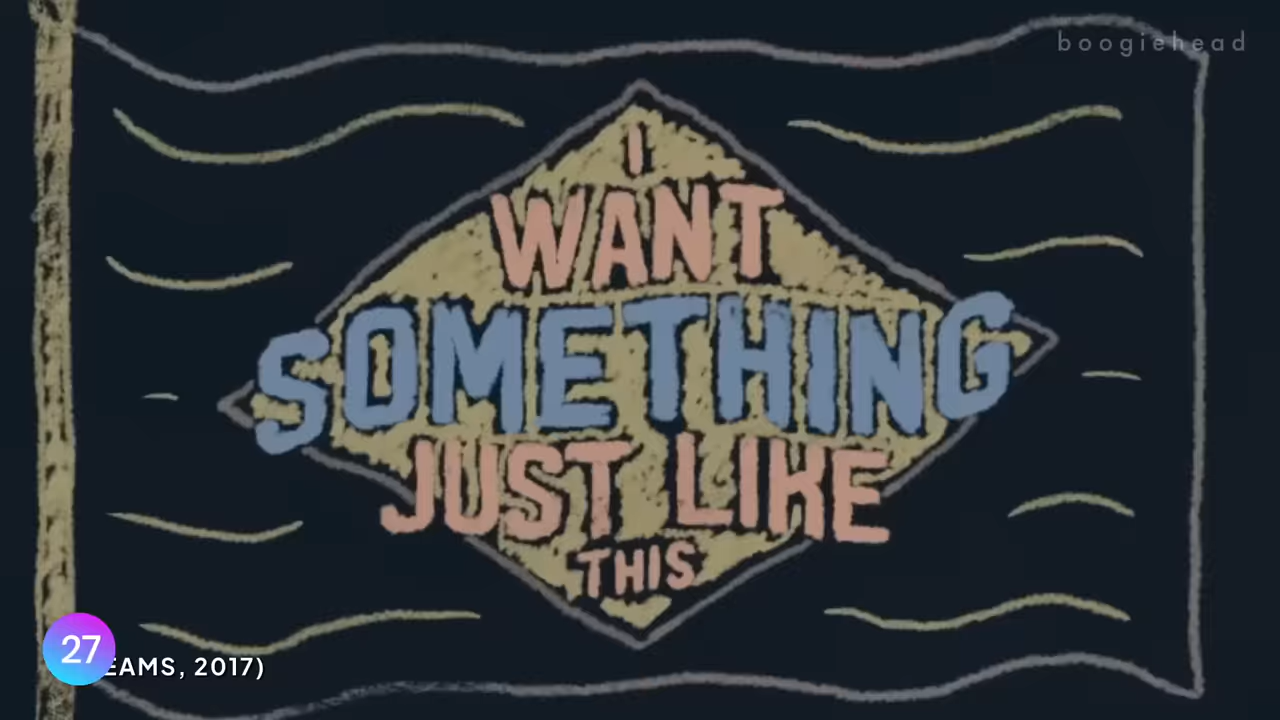 boogiehead
I
WANT
SOMETHING
JUST LIKE
THIS
27
EAMS, 2017)